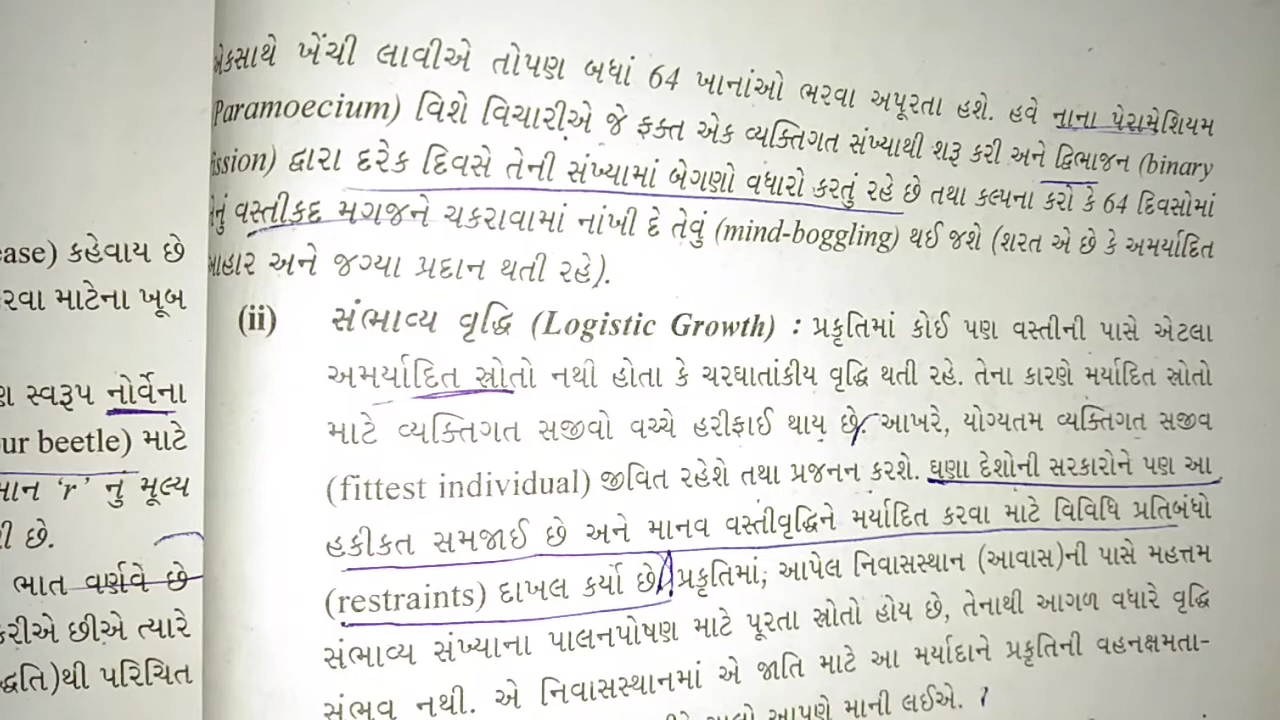 એકસાથે ખેંચી લાવીએ તોપણ બધાં 64 ખાનાંઓ ભરવા અપૂરતા હશે. હવે નાના પેરામેશિયમ
Paramoecium) વિશે વિચારીએ જે ફક્ત એક વ્યક્તિગત સંખ્યાથી શરૂ કરી અને દ્વિભાજન (binary
ission) દ્વારા દરેક દિવસે તેની સંખ્યામાં બેગણો વધારો કરતું રહે છે તથા કલ્પના કરો કે 64 દિવસોમાં
તેનું વસ્તીકદ મગજને ચકરાવામાં નાંખી દે તેવું (mind-boggling) થઈ જશે (શરત એ છે કે અમર્યાદિત
આહાર અને જગ્યા પ્રદાન થતી રહે).
(ii) સંભાવ્ય વૃદ્ધિ (Logistic Growth) : પ્રકૃતિમાં કોઈ પણ વસ્તીની પાસે એટલા
અમર્યાદિત સ્રોતો નથી હોતા કે ચરઘાતાંકીય વૃદ્ધિ થતી રહે. તેના કારણે મર્યાદિત સ્રોતો
માટે વ્યક્તિગત સજીવો વચ્ચે હરીફાઈ થાય છે. આખરે, યોગ્યતમ વ્યક્તિગત સજીવ
(fittest individual) જીવિત રહેશે તથા પ્રજનન કરશે. ઘણા દેશોની સરકારોને પણ આ
હકીકત સમજાઈ છે અને માનવ વસ્તીવૃદ્ધિને મર્યાદિત કરવા માટે વિવિધિ પ્રતિબંધો
(restraints) દાખલ કર્યો છે. પ્રકૃતિમાં; આપેલ નિવાસસ્થાન (આવાસ)ની પાસે મહત્તમ
સંભાવ્ય સંખ્યાના પાલનપોષણ માટે પૂરતા સ્રોતો હોય છે, તેનાથી આગળ વધારે વૃદ્ધિ
સંભવ નથી. એ નિવાસસ્થાનમાં એ જાતિ માટે આ મર્યાદાને પ્રકૃતિની વહનક્ષમતા-
આપણે માની લઈએ.
ease) કહેવાય છે
રવા માટેના ખૂબ
સ્વરૂપ નોર્વેના
ur beetle) માટે
માન 'r' નું મૂલ્ય
છે.
ભાત વર્ણવે છે
કરીએ છીએ ત્યારે
દ્ધતિ)થી પરિચિત